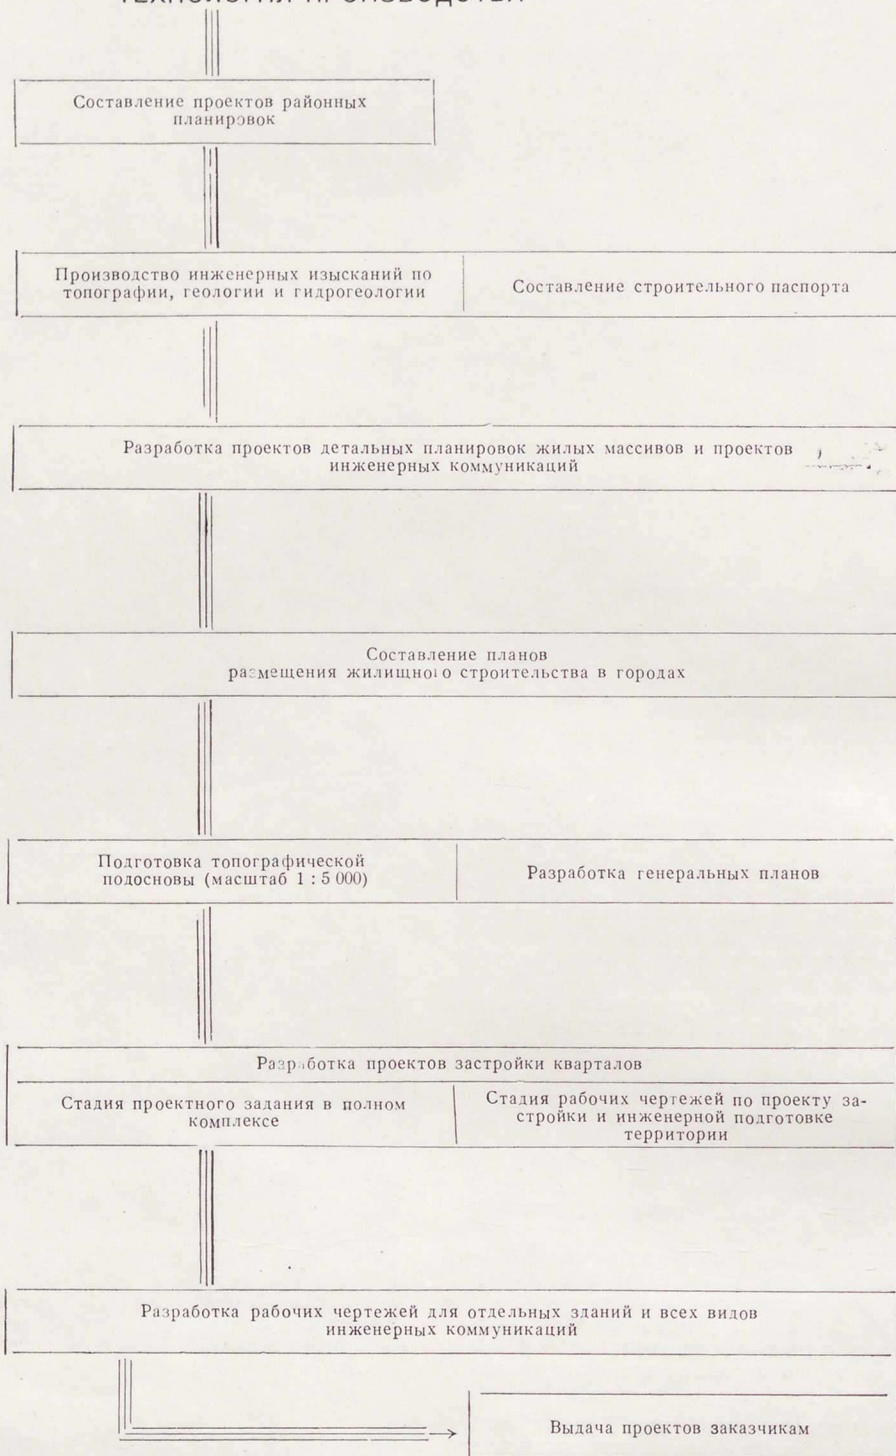 ТЕХНОЛОГИЯ ПРОИЗВОДСТВА
Составление проектов районных
планировок
Производство инженерных изысканий по
топографии, геологии и гидрогеологии
Составление строительного паспорта
Разработка проектов детальных планировок жилых массивов и проектов
инженерных коммуникаций
Составление планов
размещения жилищного строительства в городах
Подготовка топографической
подосновы (масштаб 1 : 5 000)
Разработка генеральных планов
Разработка проектов застройки кварталов
Стадия проектного задания в полном
комплексе
Стадия рабочих чертежей по проекту за-
стройки и инженерной подготовке
территории
Разработка рабочих чертежей для отдельных зданий и всех видов
инженерных коммуникаций
Выдача проектов заказчикам